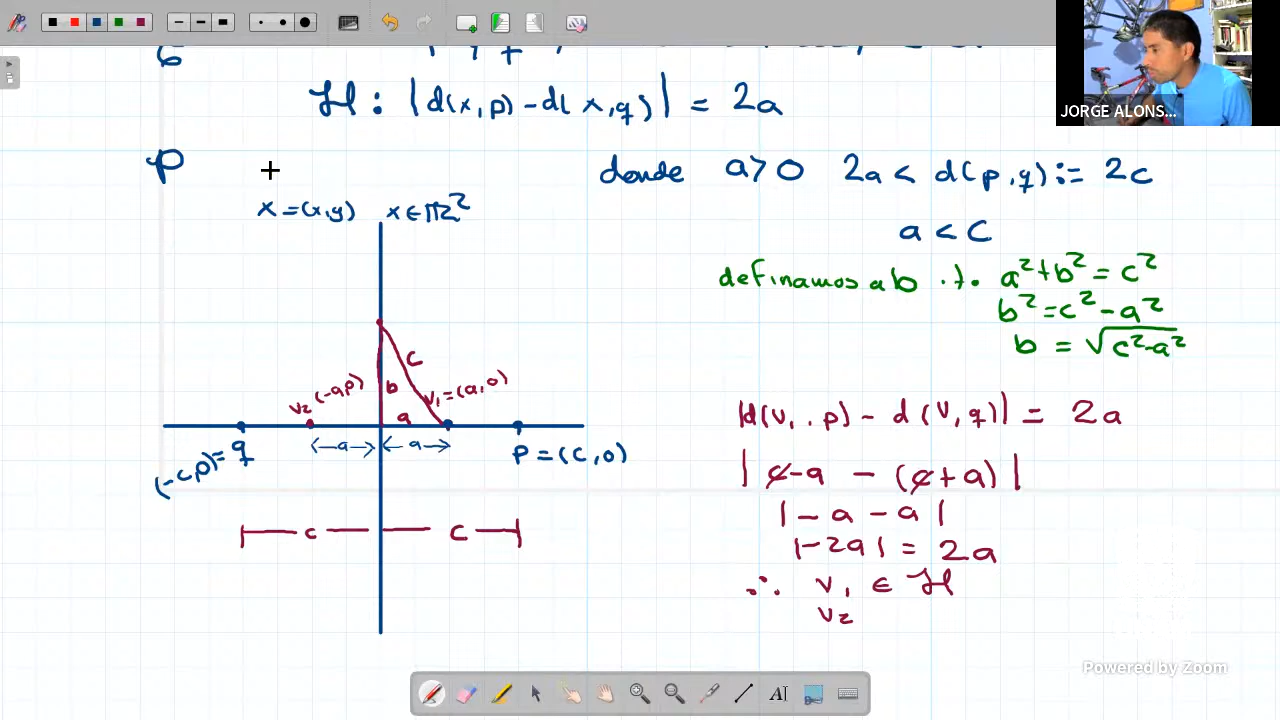 JORGE ALONS...
H : |d(x,p) - d(x,q)| = 2a
P
donde a>0 2a < d(p,q) := 2c
x=(x,y) x∈ℝ²
a < c
definamos a b .t. a²+b² = c²
b² = c² - a²
b = √c²-a²
c
b
a
v₂ (-a,0)
v₁=(a,0)
|d(v₁,p) - d(v,q)| = 2a
a a
(-c,0)= q
P = (c,0)
| c-a - (c+a) |
| - a - a |
|-2a| = 2a
c c
∴ v₁ ∈ H
v₂
Powered by Zoom